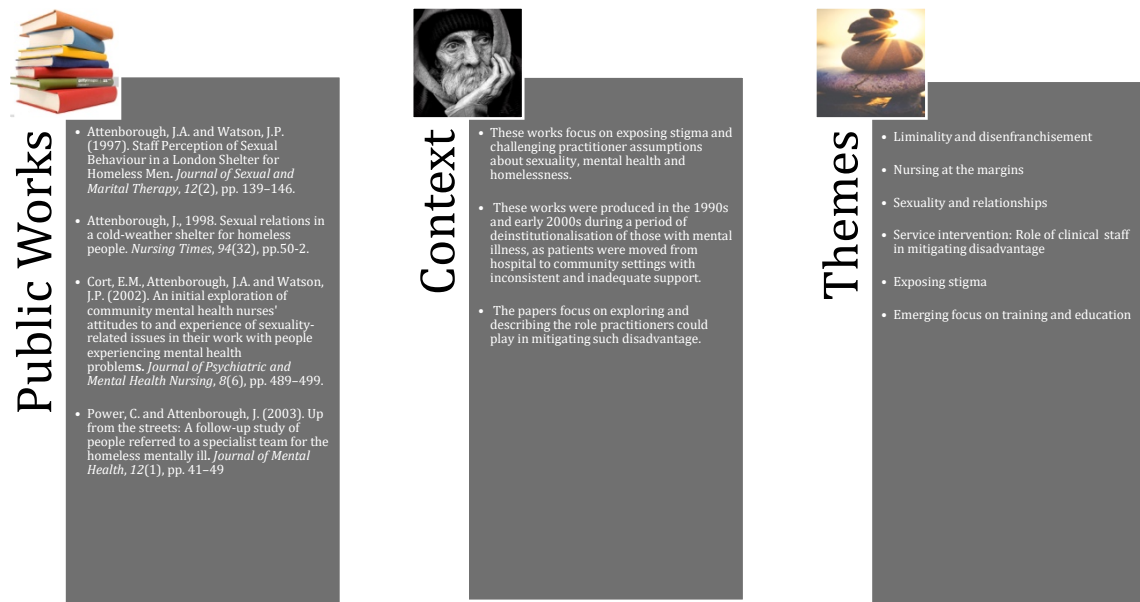 Public Works
• Attenborough, J.A. and Watson, J.P.
(1997). Staff Perception of Sexual
Behaviour in a London Shelter for
Homeless Men. Journal of Sexual and
Marital Therapy, 12(2), pp. 139–146.
• Attenborough, J., 1998. Sexual relations in
a cold-weather shelter for homeless
people. Nursing Times, 94(32), pp.50-2.
• Cort, E.M., Attenborough, J.A. and Watson,
J.P. (2002). An initial exploration of
community mental health nurses'
attitudes to and experience of sexuality-
related issues in their work with people
experiencing mental health
problems. Journal of Psychiatric and
Mental Health Nursing, 8(6), pp. 489–499.
• Power, C. and Attenborough, J. (2003). Up
from the streets: A follow-up study of
people referred to a specialist team for the
homeless mentally ill. Journal of Mental
Health, 12(1), pp. 41–49
Context
• These works focus on exposing stigma and
challenging practitioner assumptions
about sexuality, mental health and
homelessness.
• These works were produced in the 1990s
and early 2000s during a period of
deinstitutionalisation of those with mental
illness, as patients were moved from
hospital to community settings with
inconsistent and inadequate support.
• The papers focus on exploring and
describing the role practitioners could
play in mitigating such disadvantage.
Themes
• Liminality and disenfranchisement
• Nursing at the margins
• Sexuality and relationships
• Service intervention: Role of clinical staff
in mitigating disadvantage
• Exposing stigma
• Emerging focus on training and education